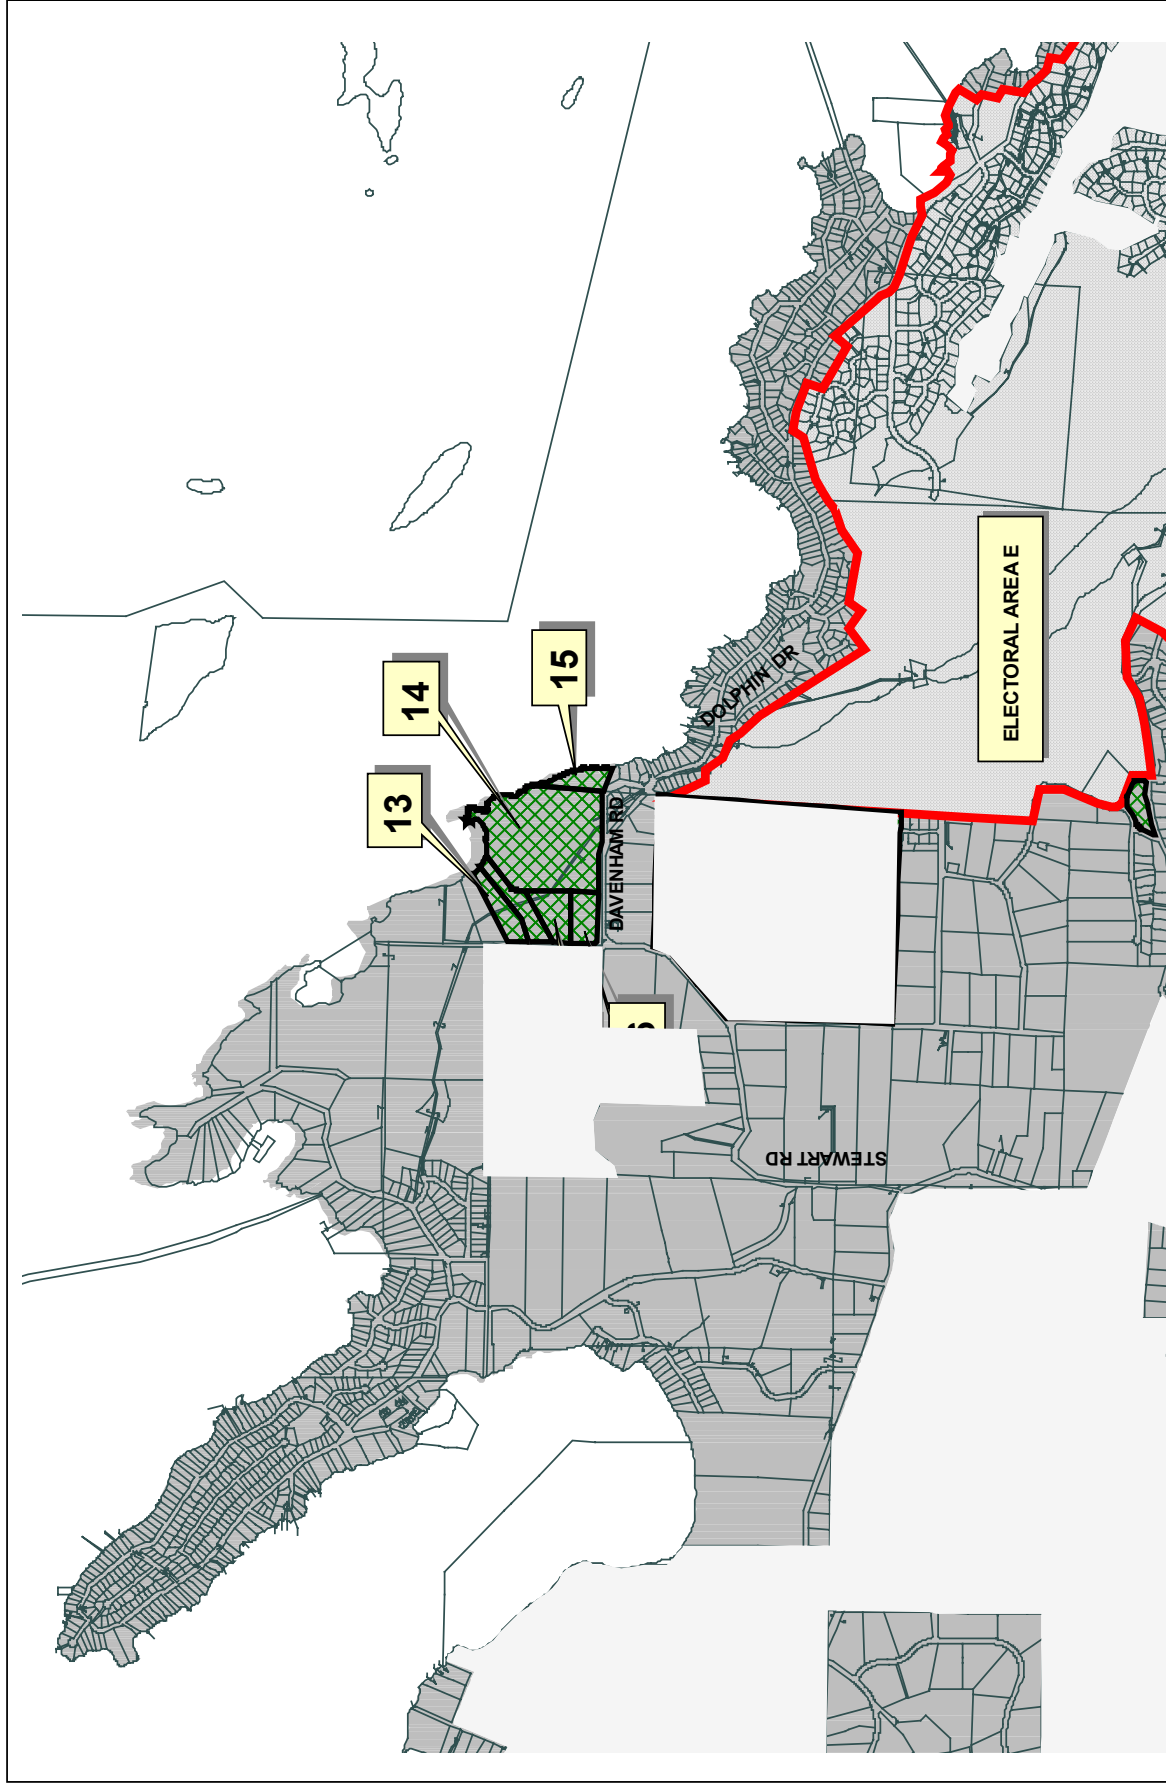 13
14
15
DAVENHAM RD
DOLPHIN DR
ELECTORAL AREA E
STEWART RD